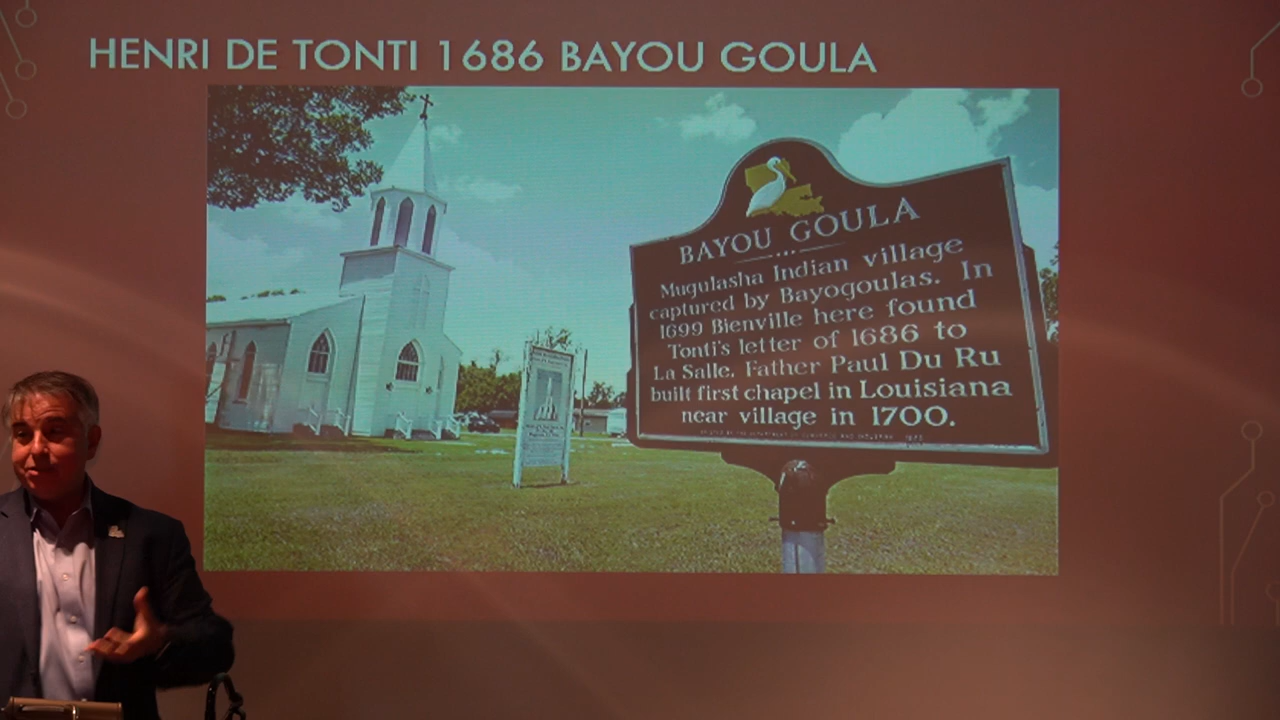 HENRI DE TONTI 1686 BAYOU GOULA
BAYOU GOULA
Mugulasha Indian village
captured by Bayogoulas. In
1699 Bienville here found
Tonti's letter of 1686 to
La Salle. Father Paul Du Ru
built first chapel in Louisiana
near village in 1700.